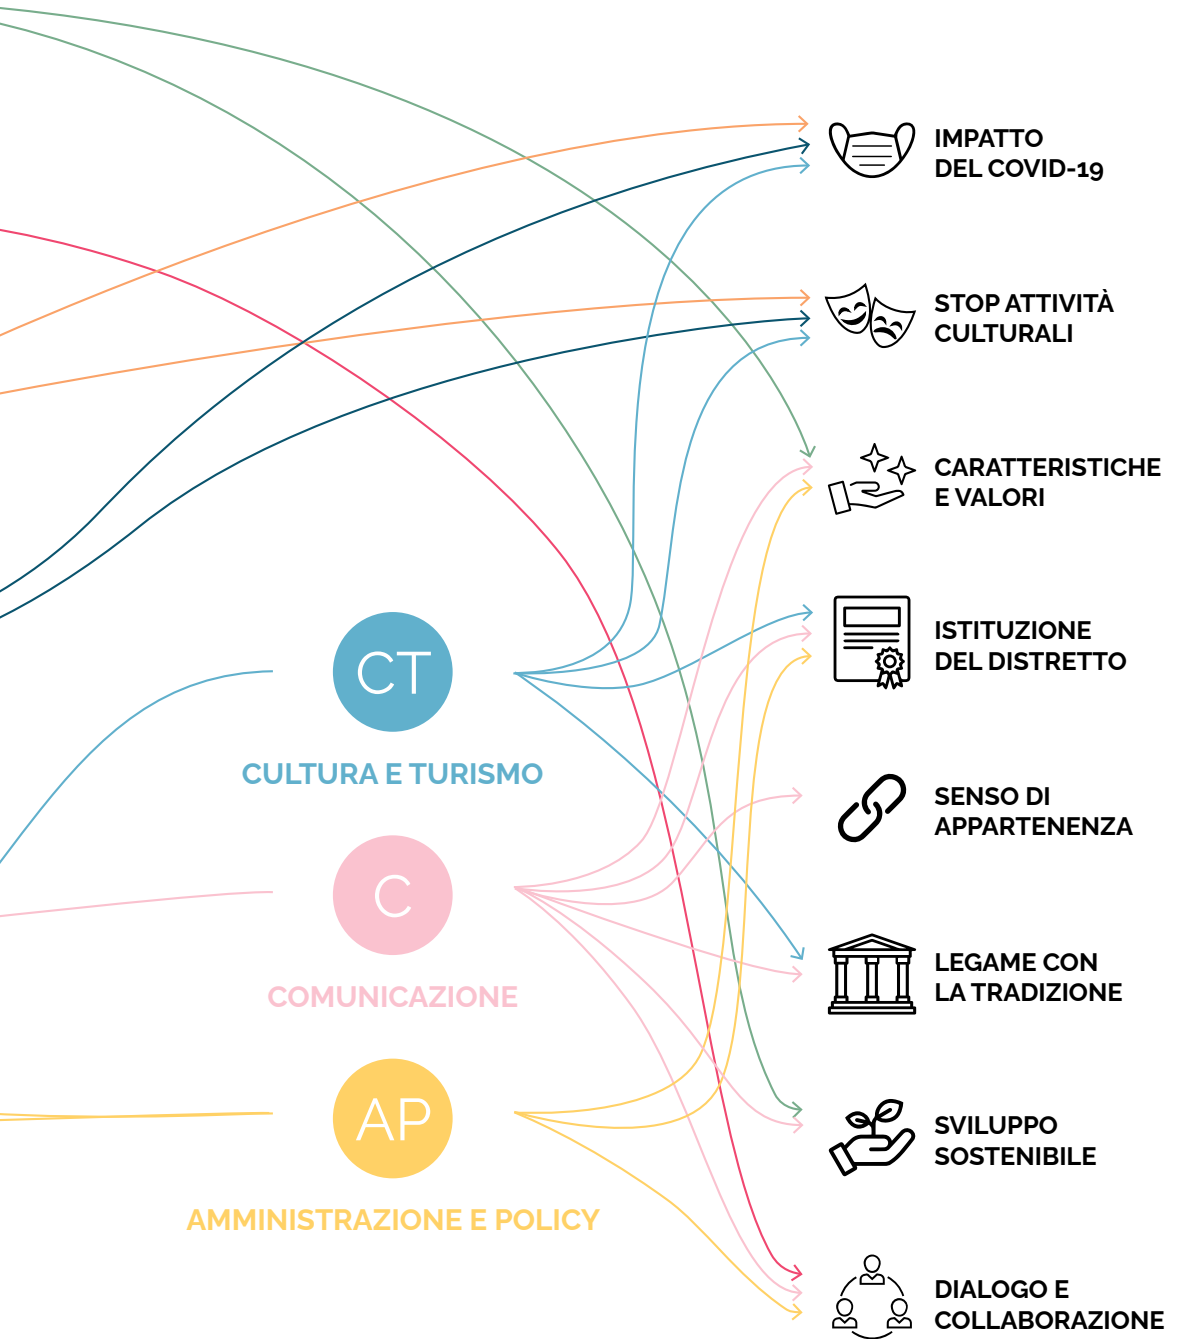 IMPATTO
DEL COVID-19
STOP ATTIVITÀ
CULTURALI
CARATTERISTICHE
E VALORI
ISTITUZIONE
DEL DISTRETTO
CT
CULTURA E TURISMO
SENSO DI
APPARTENENZA
C
COMUNICAZIONE
LEGAME CON
LA TRADIZIONE
AP
AMMINISTRAZIONE E POLICY
SVILUPPO
SOSTENIBILE
DIALOGO E
COLLABORAZIONE